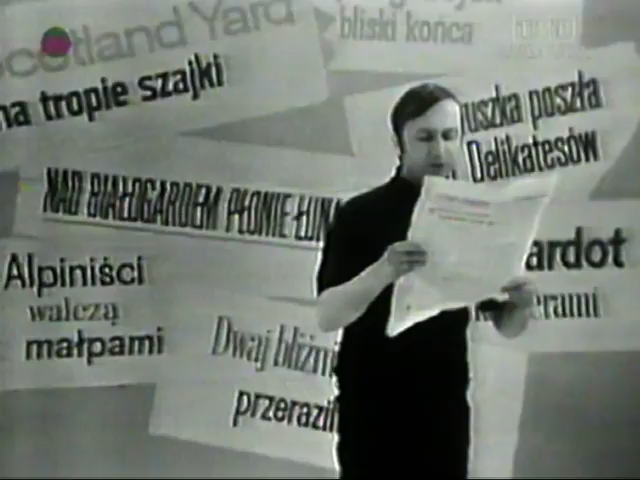 Scotland Yard
na tropie szajki
bliski końca
uszka poszła
Delikatesów
NAD BIAŁOGARDEM PŁONIE ŁUN
Alpiniści
walczą
małpami
ardot
erami
Dwaj bliźni
przeraził